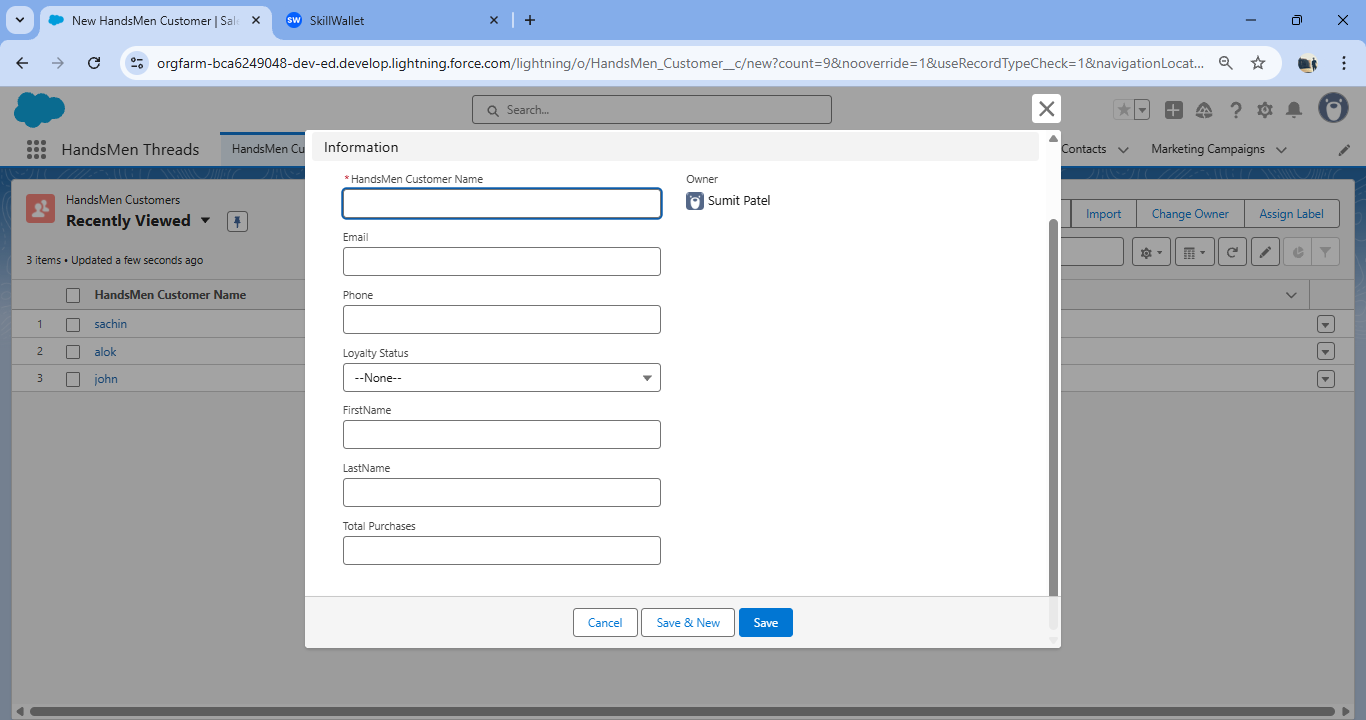 New HandsMen Customer | Sal
SkillWallet
orgfarm-bca6249048-dev-ed.develop.lightning.force.com/lightning/o/HandsMen_Customer__c/new?count=9&nooverride=1&useRecordTypeCheck=1&navigationLocat...
Search...
HandsMen Threads
HandsMen Cu
Contacts
Marketing Campaigns
HandsMen Customers
Recently Viewed
3 items • Updated a few seconds ago
Import
Change Owner
Assign Label
HandsMen Customer Name
1 sachin
2 alok
3 john
Information
*HandsMen Customer Name
Owner
Sumit Patel
Email
Phone
Loyalty Status
--None--
FirstName
LastName
Total Purchases
Cancel
Save & New
Save